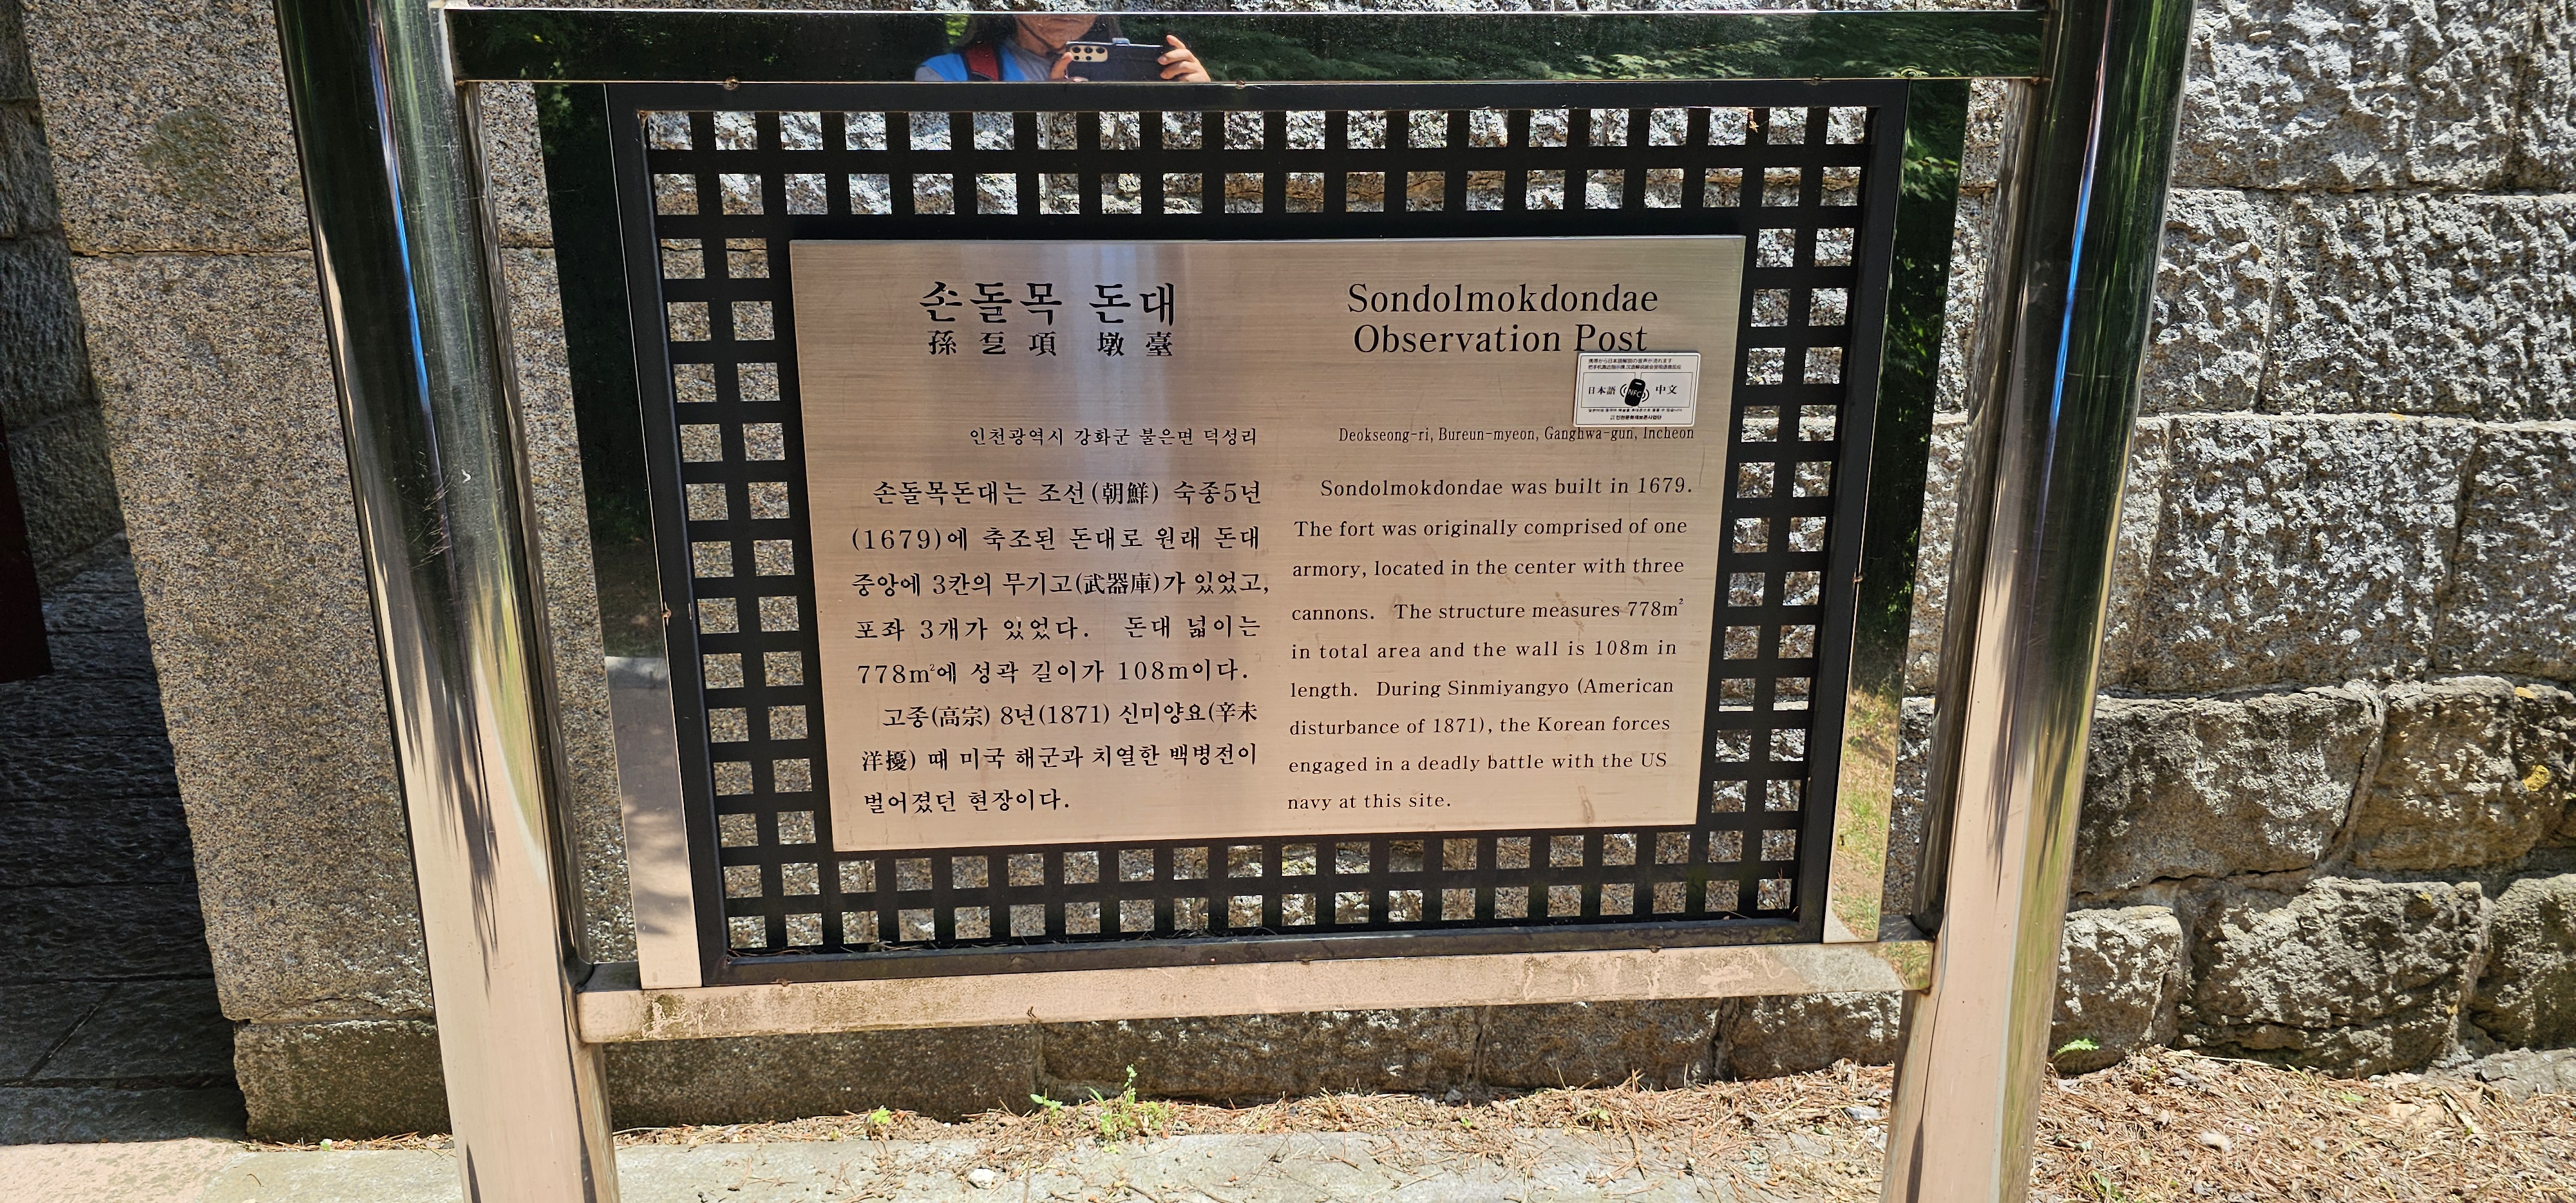 손돌목 돈대
孫乭項 墩臺
인천광역시 강화군 불은면 덕성리
손돌목돈대는 조선(朝鮮) 숙종5년
(1679)에 축조된 돈대로 원래 돈대
중앙에 3칸의 무기고(武器庫)가 있었고,
포좌 3개가 있었다. 돈대 넓이는
778m²에 성곽 길이가 108m이다.
고종(高宗) 8년(1871) 신미양요(辛未
洋擾) 때 미국 해군과 치열한 백병전이
벌어졌던 현장이다.
Sondolmokdondae
Observation Post
日本語 NFC 中文
Deokseong-ri, Bureun-myeon, Ganghwa-gun, Incheon
Sondolmokdondae was built in 1679.
The fort was originally comprised of one
armory, located in the center with three
cannons. The structure measures 778m²
in total area and the wall is 108m in
length. During Sinmiyangyo (American
disturbance of 1871), the Korean forces
engaged in a deadly battle with the US
navy at this site.